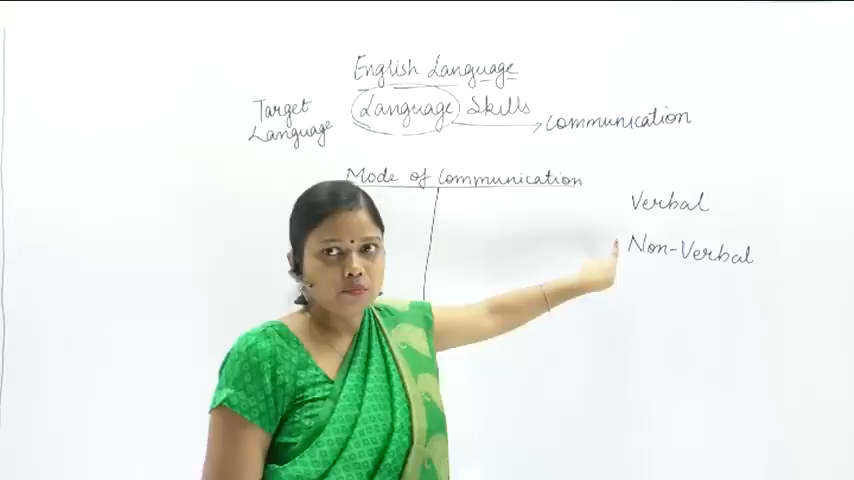 English Language
Target Language
Language Skills → Communication
Mode of Communication
Verbal
Non-Verbal